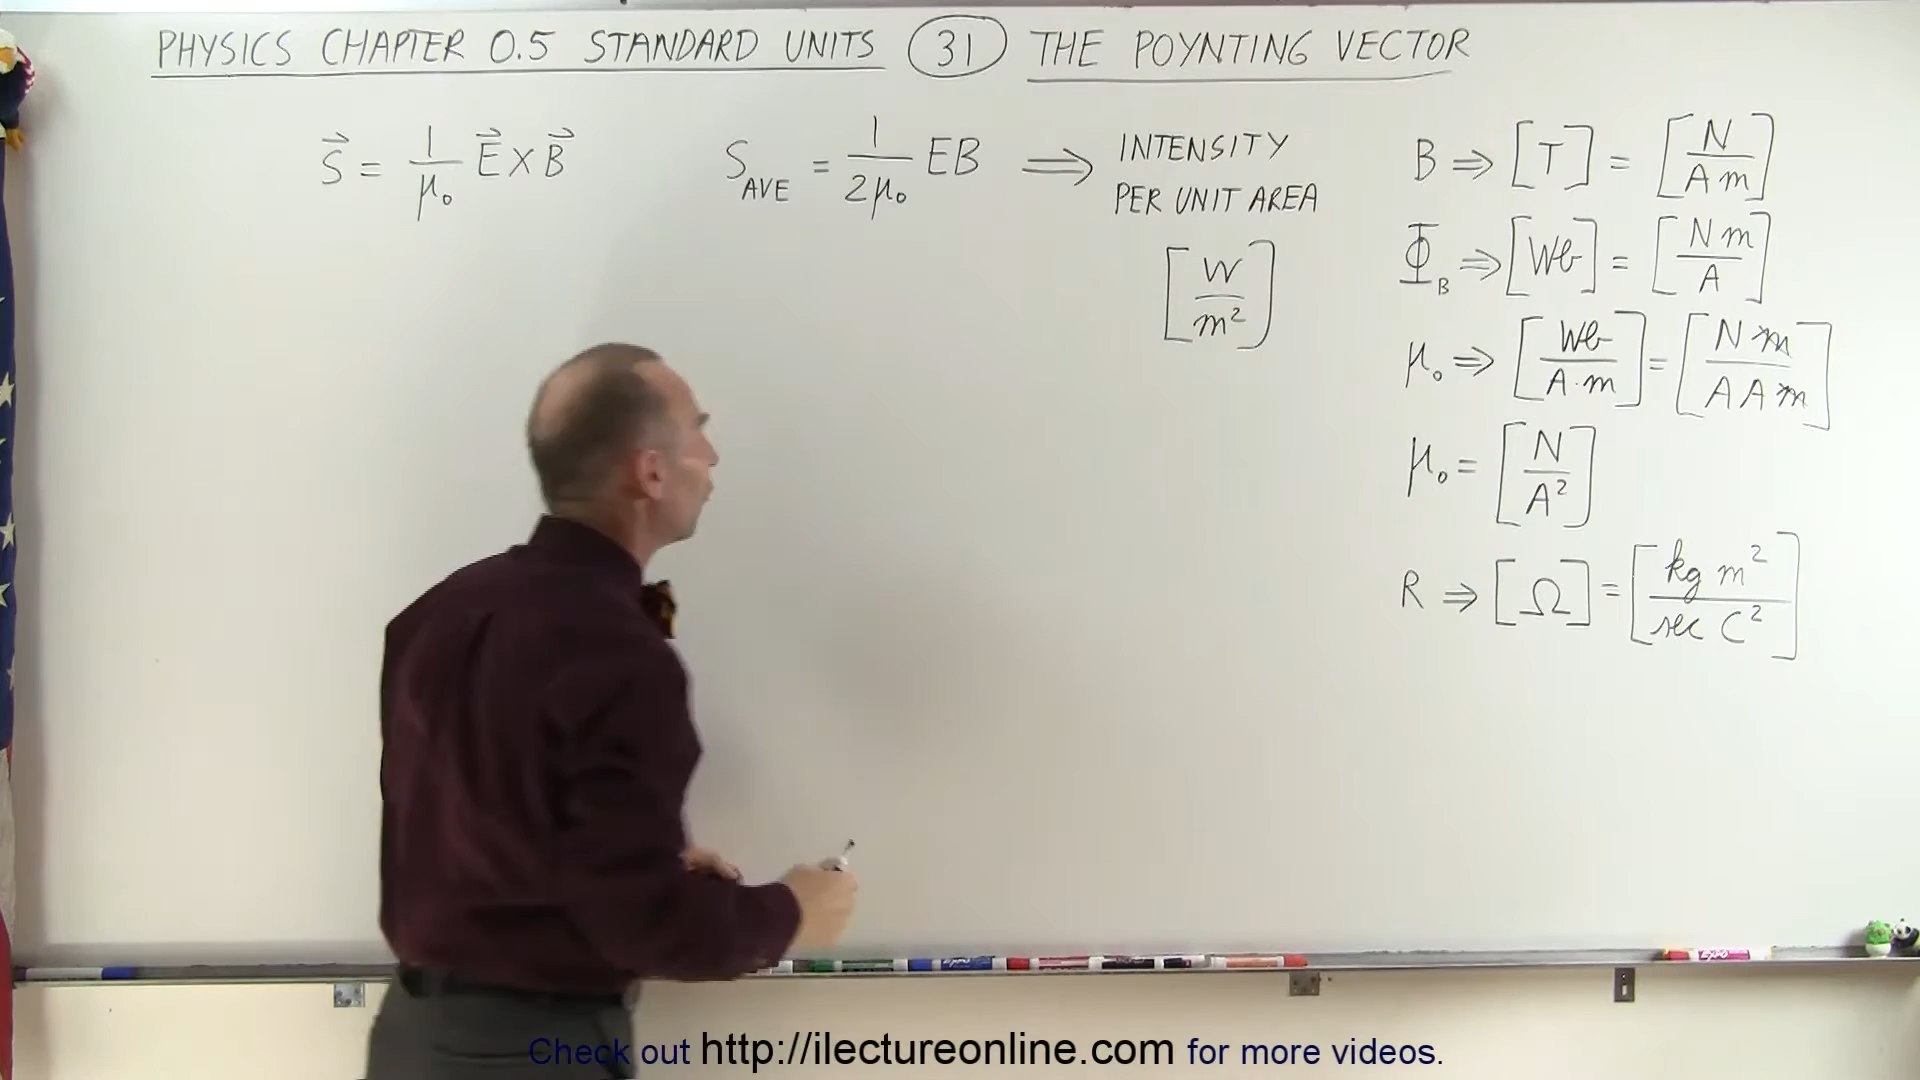 PHYSICS CHAPTER 0.5 STANDARD UNITS (31) THE POYNTING VECTOR
S⃗ = 1/μ₀ E⃗ × B⃗
S_AVE = 1/2μ₀ EB ⟹ INTENSITY
PER UNIT AREA
[W/m²]
B ⇒ [T] = [N/A m]
Φ_B ⇒ [Wb] = [N m/A]
μ₀ ⇒ [Wb/A·m] = [N m/A A m]
μ₀ = [N/A²]
R ⇒ [Ω] = [kg m²/sec C²]
EXPO
Check out http://ilectureonline.com for more videos.